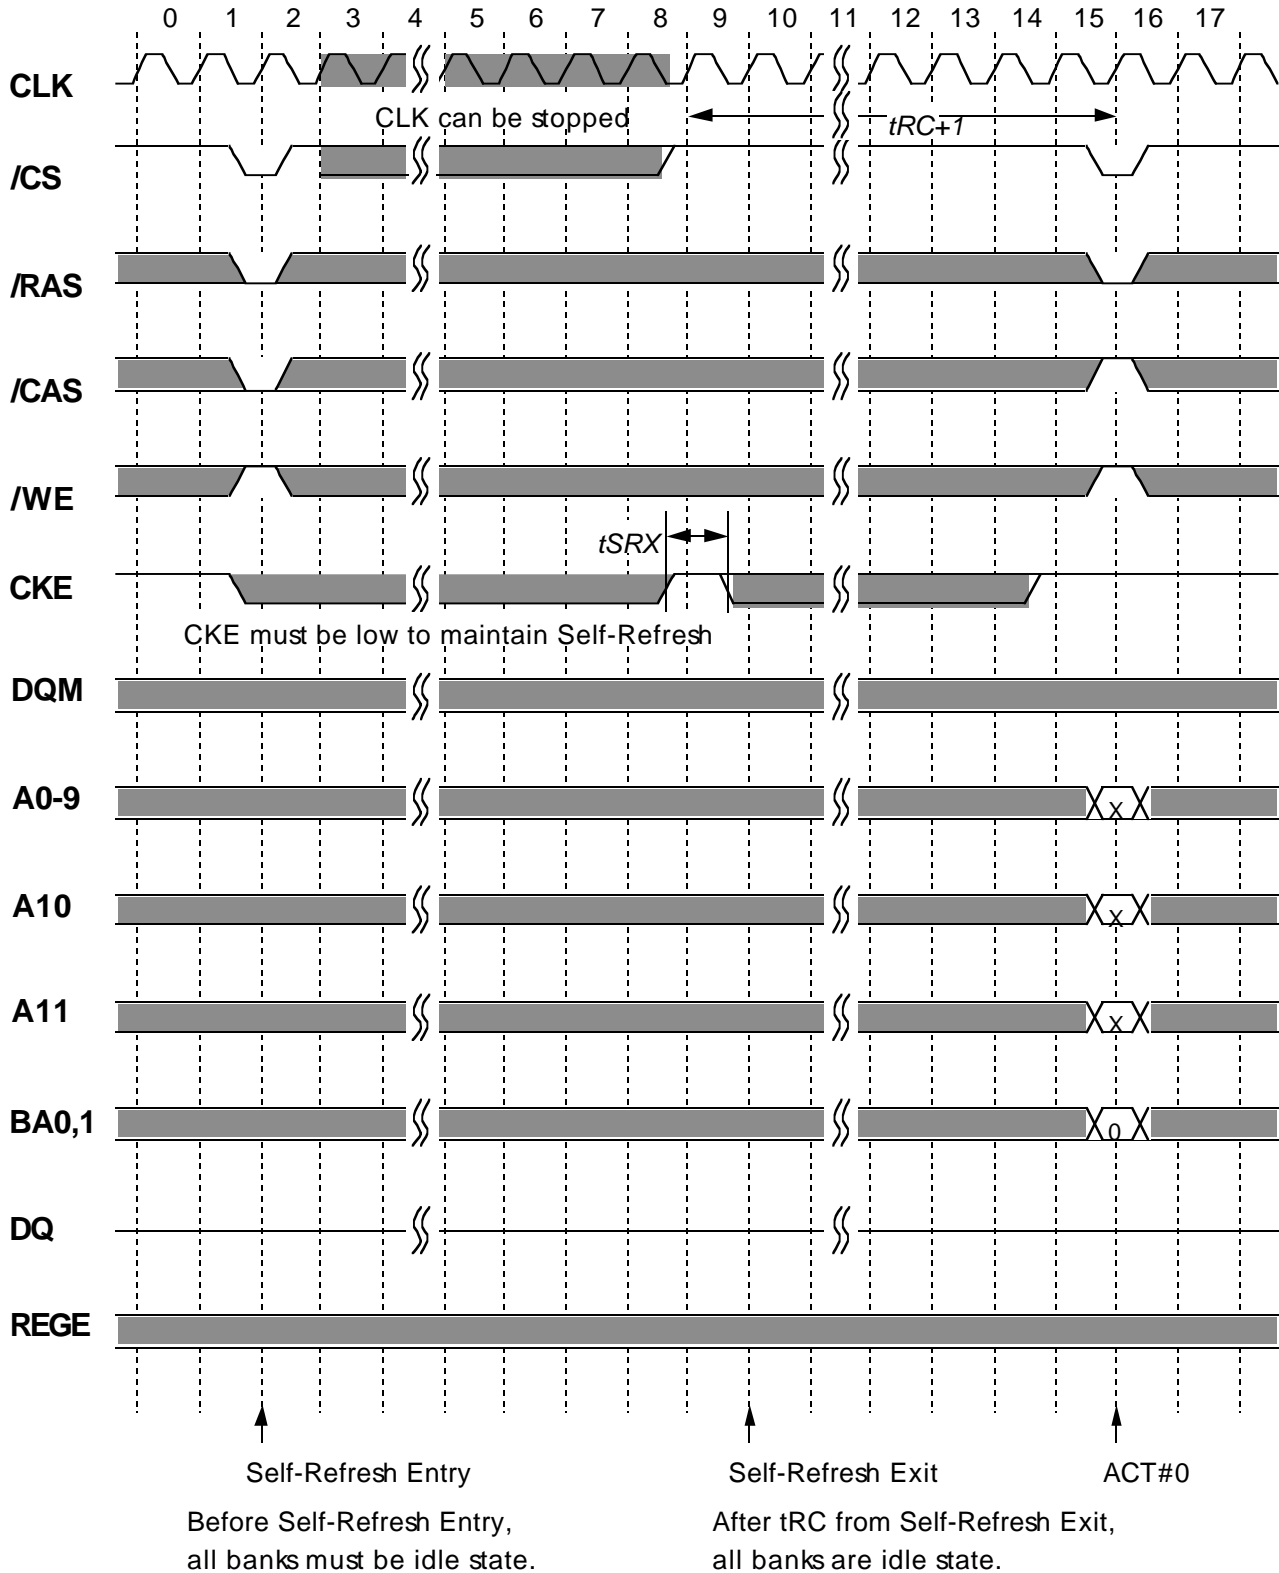 0 1 2 3 4 5 6 7 8 9 10 11 12 13 14 15 16 17
CLK
CLK can be stopped
tRC+1
/CS
/RAS
/CAS
/WE
tSRX
CKE
CKE must be low to maintain Self-Refresh
DQM
A0-9
X
A10
X
A11
X
BA0,1
0
DQ
REGE
Self-Refresh Entry
Self-Refresh Exit
ACT#0
Before Self-Refresh Entry,
all banks must be idle state.
After tRC from Self-Refresh Exit,
all banks are idle state.